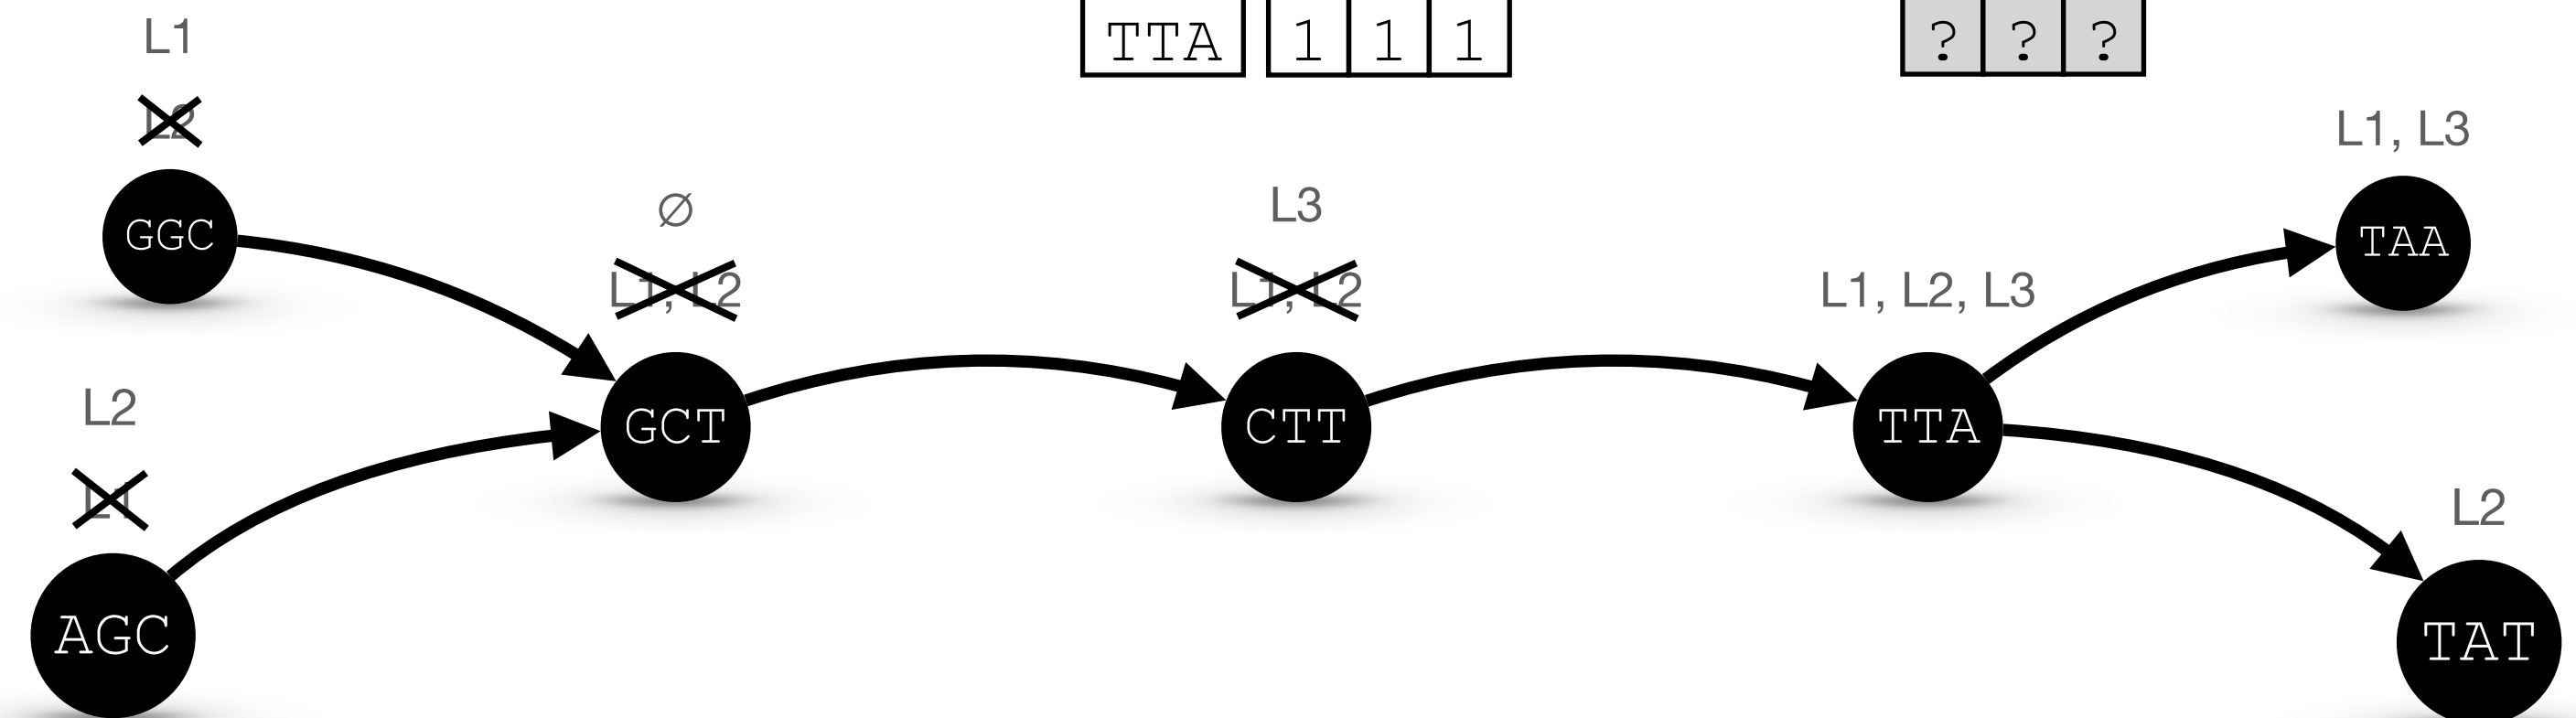 L1
TTA 1 1 1
? ? ?
L2
L1, L3
GGC
∅
L3
TAA
L1, L2
L1, L2
L1, L2, L3
L2
GCT
CTT
TTA
L1
L2
AGC
TAT